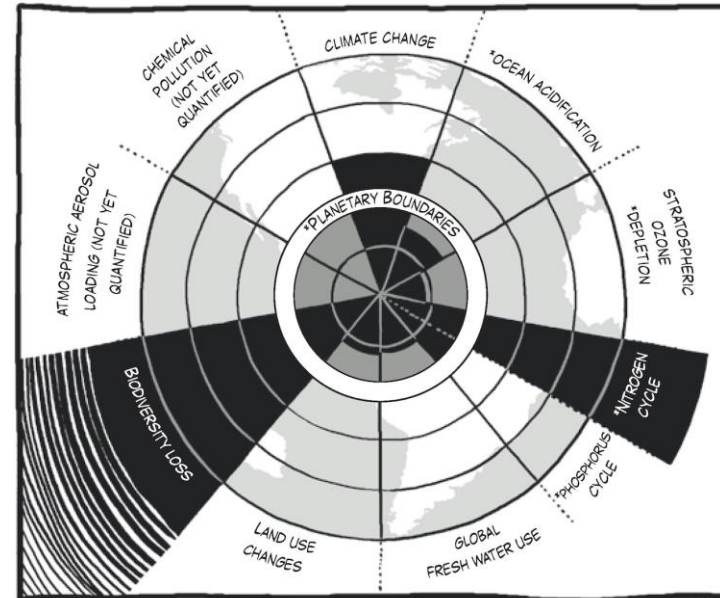 CLIMATE CHANGE
*OCEAN ACIDIFICATION
STRATOSPHERIC
OZONE
*DEPLETION
*NITROGEN
CYCLE
*PHOSPHORUS
CYCLE
GLOBAL
FRESH WATER USE
LAND USE
CHANGES
BIODIVERSITY LOSS
ATMOSPHERIC AEROSOL
LOADING (NOT YET
QUANTIFIED)
CHEMICAL
POLLUTION
(NOT YET
QUANTIFIED)
*PLANETARY BOUNDARIES